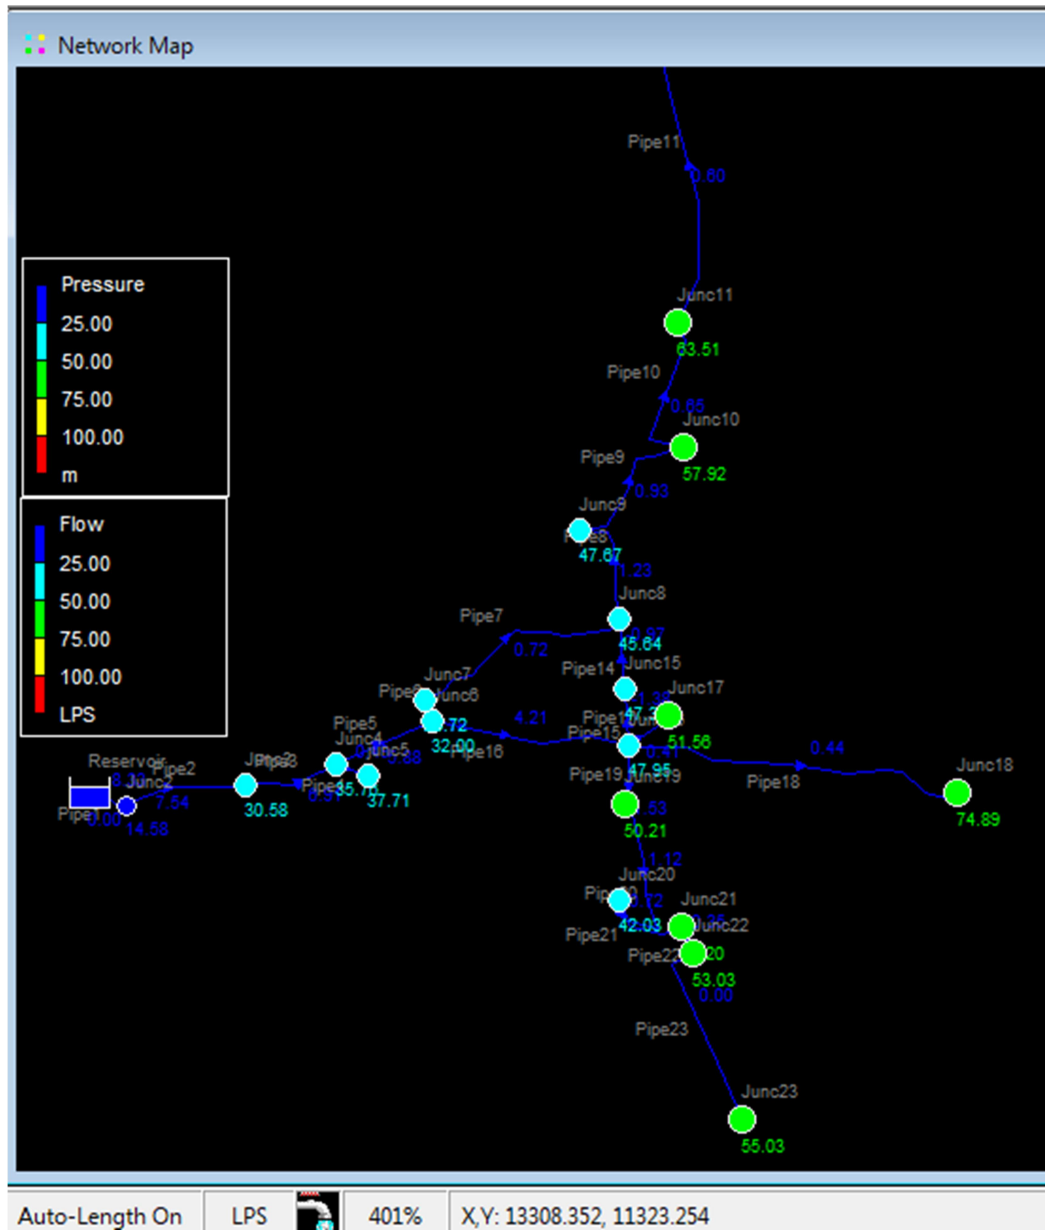 Network Map
Pipe11
0.60
Pressure
25.00
50.00
75.00
100.00
m
Junc11
63.51
Pipe10
0.65
Junc10
57.92
Pipe9
0.93
Junc9
47.67
Flow
25.00
50.00
75.00
100.00
LPS
1.23
Junc8
45.64
Pipe7
0.72
Pipe14
Junc15
Junc7
Junc6
Junc17
51.56
Pipe5
Junc4
4.21
Pipe15
32.00
Pipe16
47.95
0.44
Junc5
Reservoir
Pipe2
Junc2
7.54
30.58
37.71
Pipe19
Pipe18
Junc18
74.89
Pipe1
0.00
14.58
50.21
1.12
Junc20
42.03
Junc21
Junc22
Pipe21
Pipe22
53.03
0.00
Pipe23
Junc23
55.03
Auto-Length On
LPS
401%
X,Y: 13308.352, 11323.254